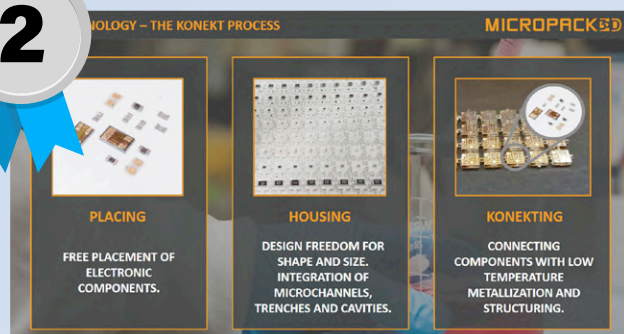 2
NOLOGY – THE KONEKT PROCESS
MICROPACK3D
PLACING
FREE PLACEMENT OF
ELECTRONIC
COMPONENTS.
HOUSING
DESIGN FREEDOM FOR
SHAPE AND SIZE.
INTEGRATION OF
MICROCHANNELS,
TRENCHES AND CAVITIES.
KONEKTING
CONNECTING
COMPONENTS WITH LOW
TEMPERATURE
METALLIZATION AND
STRUCTURING.